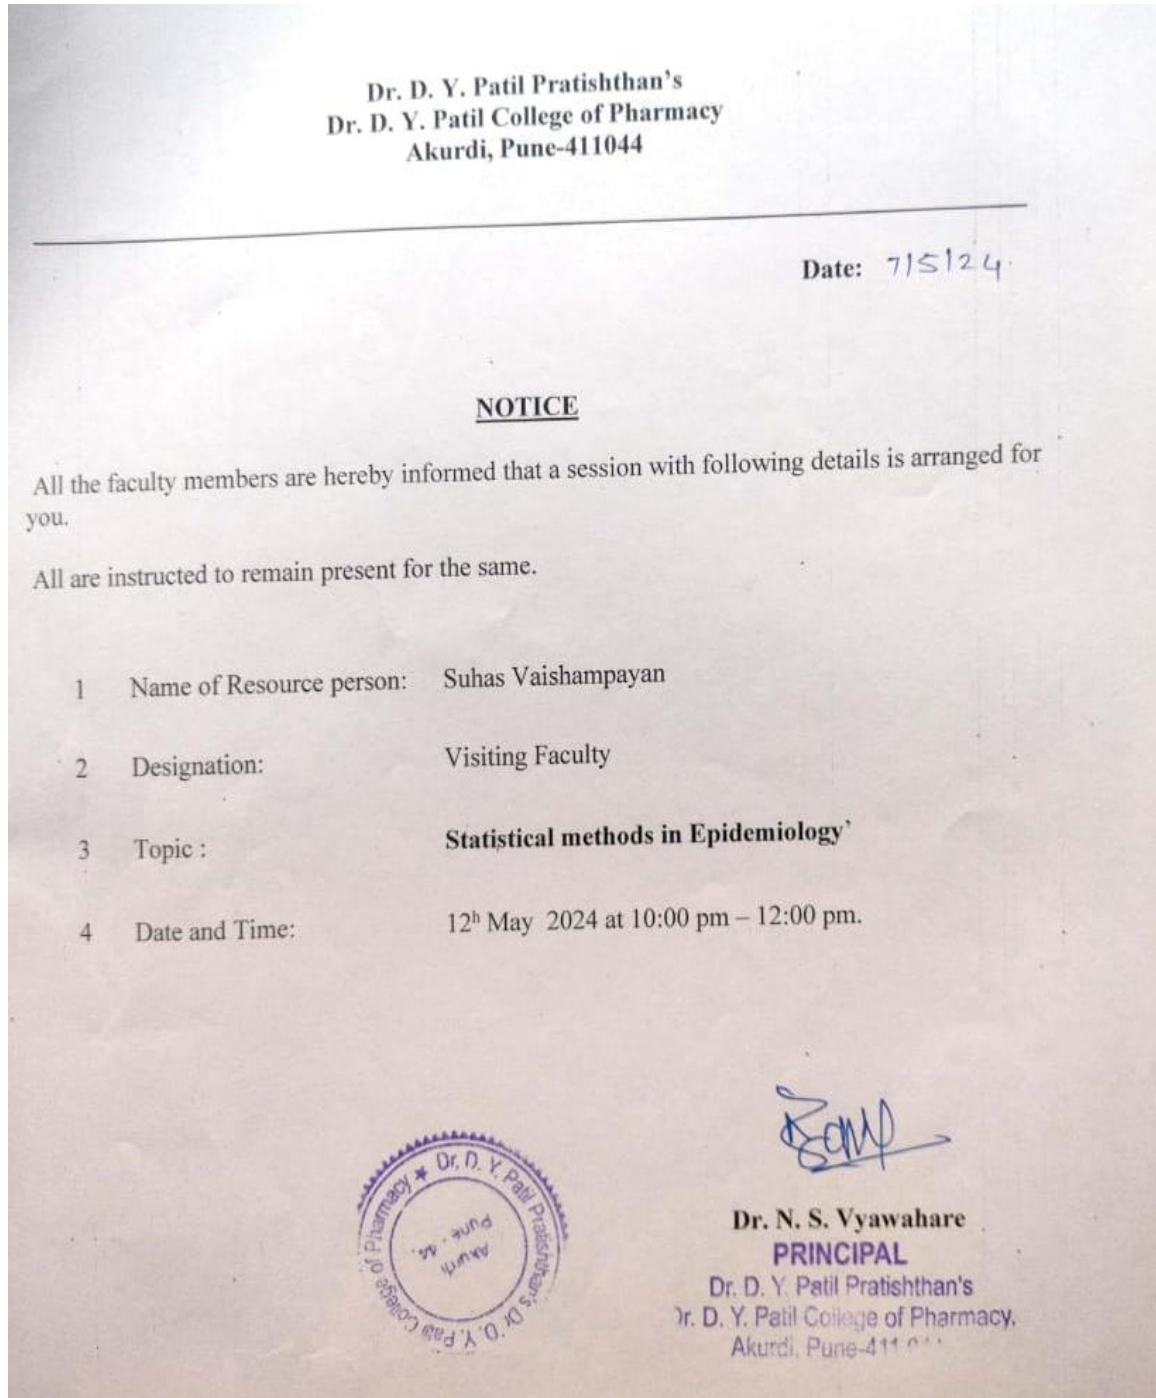 Dr. D. Y. Patil Pratishthan's
Dr. D. Y. Patil College of Pharmacy
Akurdi, Pune-411044
Date: 7/5/24.
NOTICE
All the faculty members are hereby informed that a session with following details is arranged for
you.
All are instructed to remain present for the same.
1 Name of Resource person: Suhas Vaishampayan
2 Designation: Visiting Faculty
3 Topic : Statistical methods in Epidemiology’
4 Date and Time: 12h May 2024 at 10:00 pm – 12:00 pm.
Dr. D. Y. Patil Pratishthan's Dr. D. Y. Patil College of Pharmacy ★
Akurdi
Pune - 44.
Dr. N. S. Vyawahare
PRINCIPAL
Dr. D. Y. Patil Pratishthan's
Dr. D. Y. Patil College of Pharmacy.
Akurdi, Pune-411